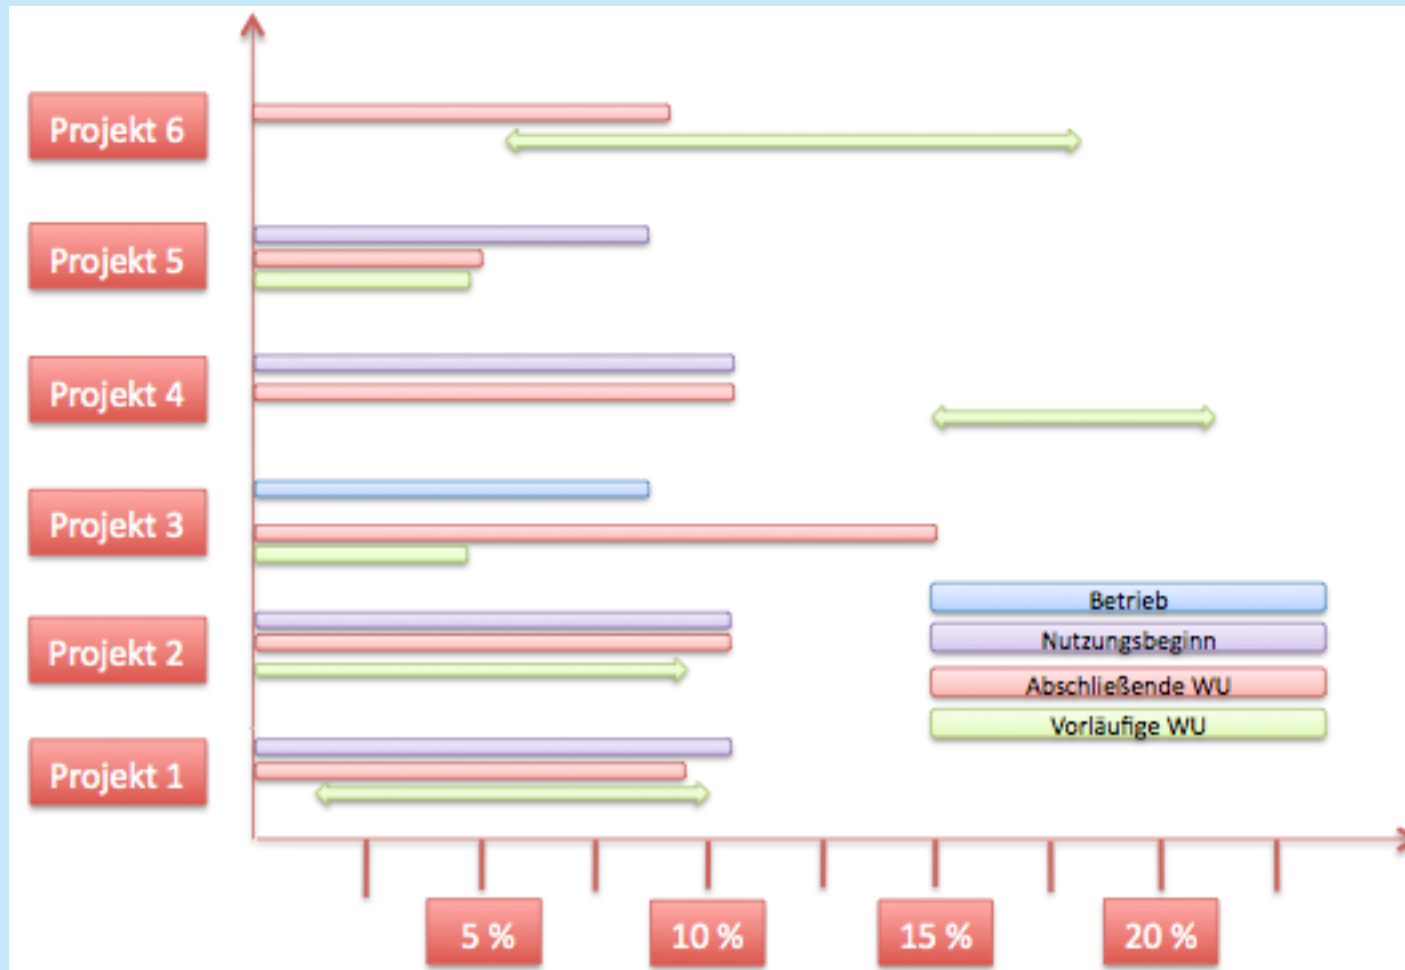 Projekt 6
Projekt 5
Projekt 4
Projekt 3
Projekt 2
Projekt 1
Betrieb
Nutzungsbeginn
Abschließende WU
Vorläufige WU
5 %
10 %
15 %
20 %